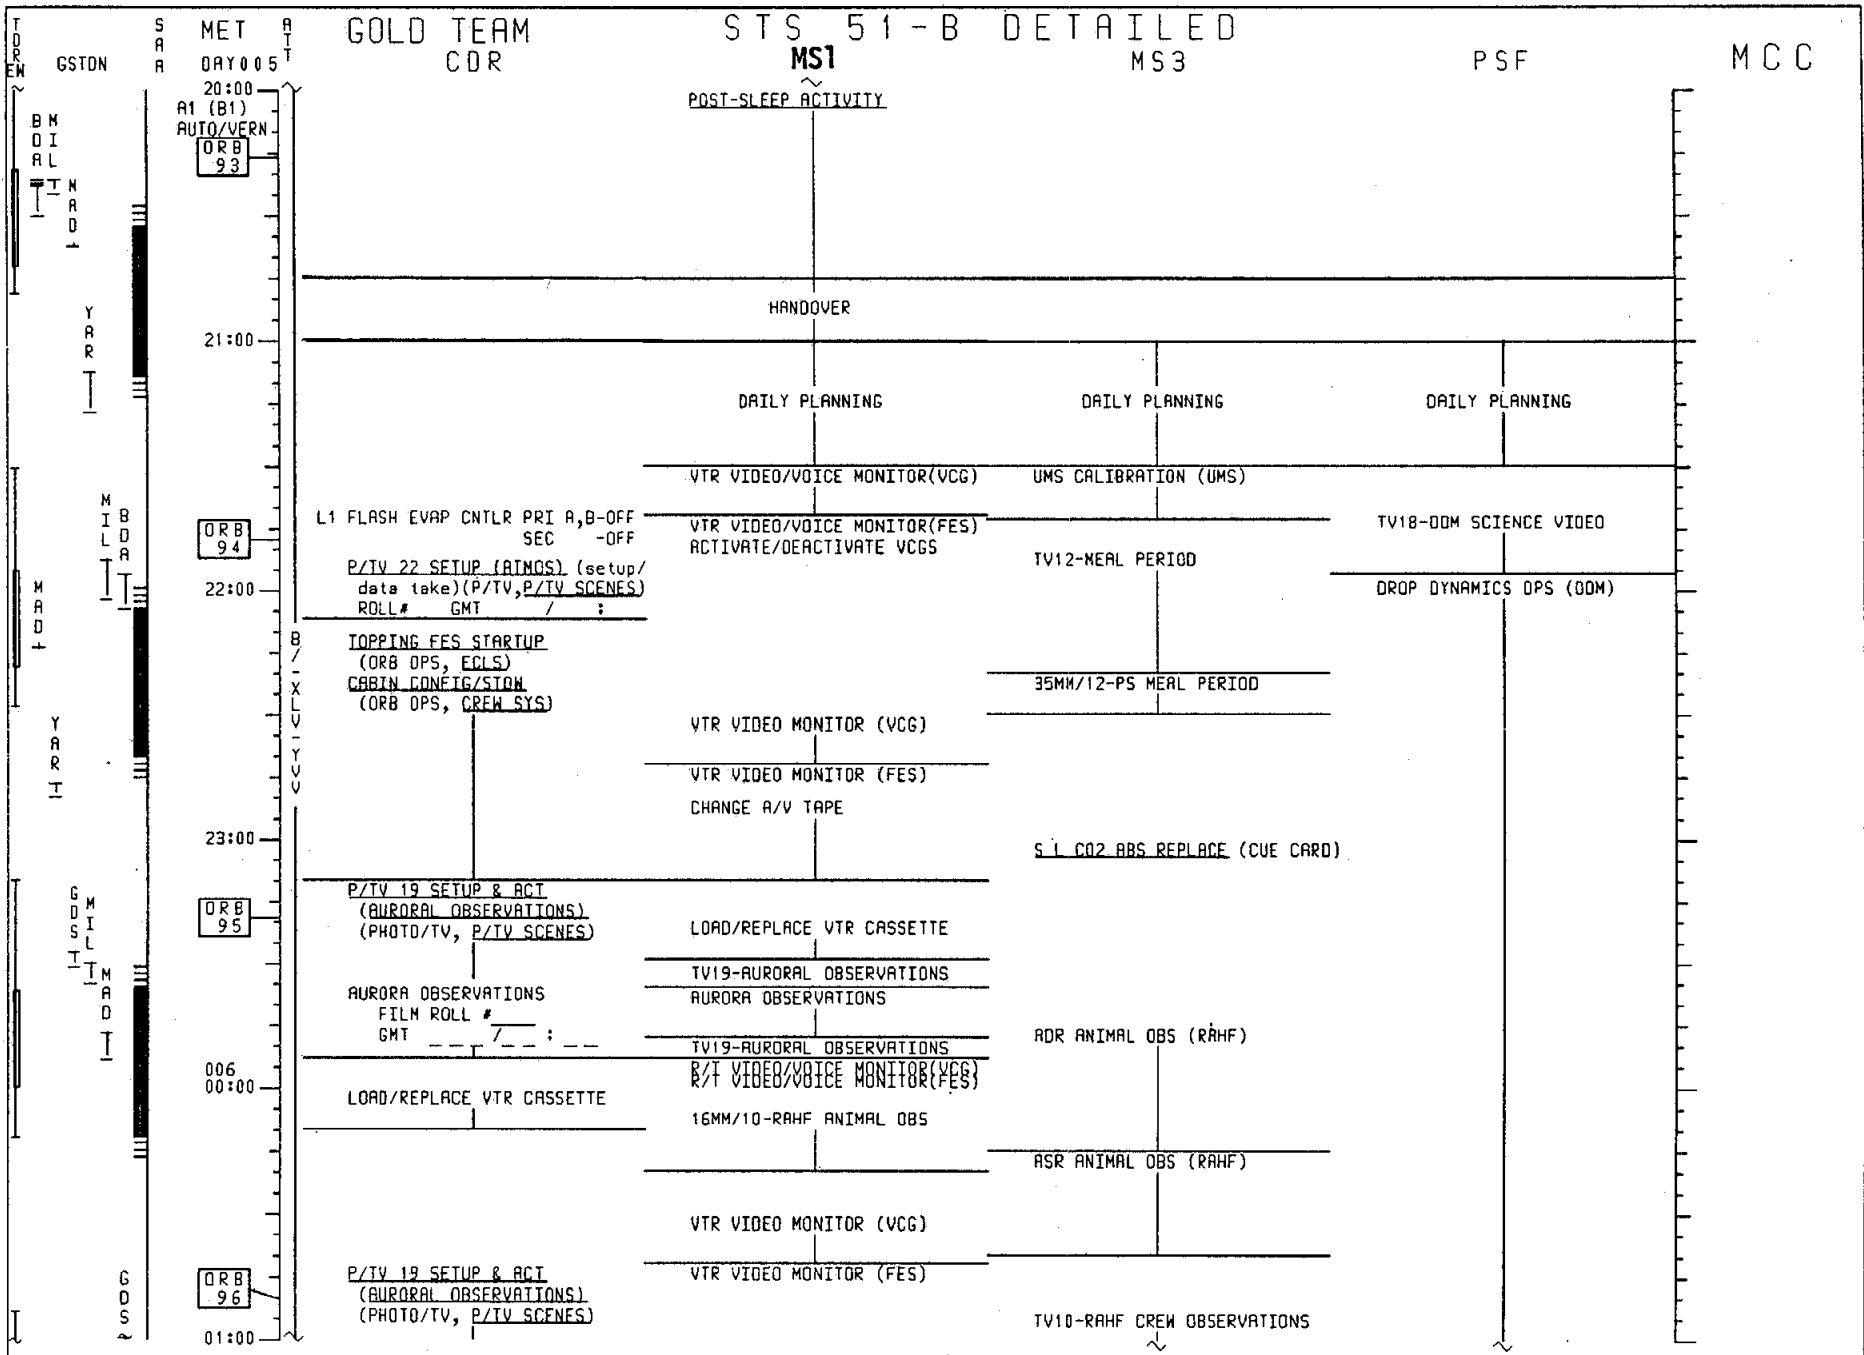 STS 51-B DETAILED
TDRE W
GSTDN
SAA
MET
DAY005
ATT
GOLD TEAM
CDR
MS1
MS3
PSF
MCC
20:00
A1 (B1)
AUTO/VERN
POST-SLEEP ACTIVITY
BDA
MIL
ORB
93
MAD
HANDOVER
YAR
21:00
DAILY PLANNING
DAILY PLANNING
DAILY PLANNING
VTR VIDEO/VOICE MONITOR(VCG)
UMS CALIBRATION (UMS)
MIL
BDA
L1 FLASH EVAP CNTLR PRI A,B-OFF
SEC -OFF
VTR VIDEO/VOICE MONITOR(FES)
ACTIVATE/DEACTIVATE VCGS
TV18-DDM SCIENCE VIDEO
ORB
94
TV12-MEAL PERIOD
P/TV 22 SETUP (ATMOS) (setup/
data take)(P/TV,P/TV SCENES)
ROLL# GMT / :
22:00
DROP DYNAMICS OPS (DDM)
MAD
B/-XLV-YVV
TOPPING FES STARTUP
(ORB OPS, ECLS)
CABIN CONFIG/STOW
(ORB OPS, CREW SYS)
35MM/12-PS MEAL PERIOD
YAR
VTR VIDEO MONITOR (VCG)
VTR VIDEO MONITOR (FES)
CHANGE A/V TAPE
23:00
S L CO2 ABS REPLACE (CUE CARD)
P/TV 19 SETUP & ACT
(AURORAL OBSERVATIONS)
(PHOTO/TV, P/TV SCENES)
GDS
MIL
ORB
95
LOAD/REPLACE VTR CASSETTE
MAD
TV19-AURORAL OBSERVATIONS
AURORA OBSERVATIONS
FILM ROLL #
GMT / :
AURORA OBSERVATIONS
ADR ANIMAL OBS (RAHF)
TV19-AURORAL OBSERVATIONS
R/T VIDEO/VOICE MONITOR(VCG)
R/T VIDEO/VOICE MONITOR(FES)
006
00:00
LOAD/REPLACE VTR CASSETTE
16MM/10-RAHF ANIMAL OBS
ASR ANIMAL OBS (RAHF)
VTR VIDEO MONITOR (VCG)
VTR VIDEO MONITOR (FES)
GDS
ORB
96
P/TV 19 SETUP & ACT
(AURORAL OBSERVATIONS)
(PHOTO/TV, P/TV SCENES)
TV10-RAHF CREW OBSERVATIONS
01:00